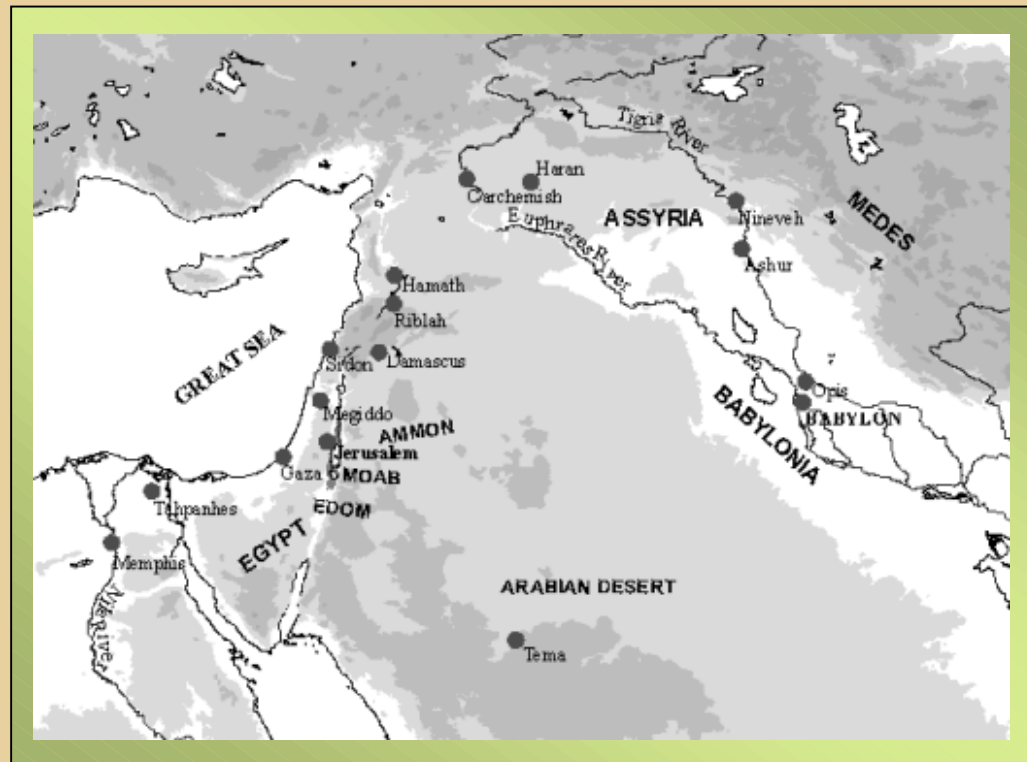 Tigris River
Haran
Carchemish
Euphrares River
ASSYRIA
Nineveh
MEDES
Ashur
Hamath
Riblah
GREAT SEA
Sidon
Damascus
Opis
BABYLON
BABYLONIA
Megiddo
AMMON
Jerusalem
Gaza
MOAB
EDOM
Tahpanhes
EGYPT
Memphis
Nile river
ARABIAN DESERT
Tema